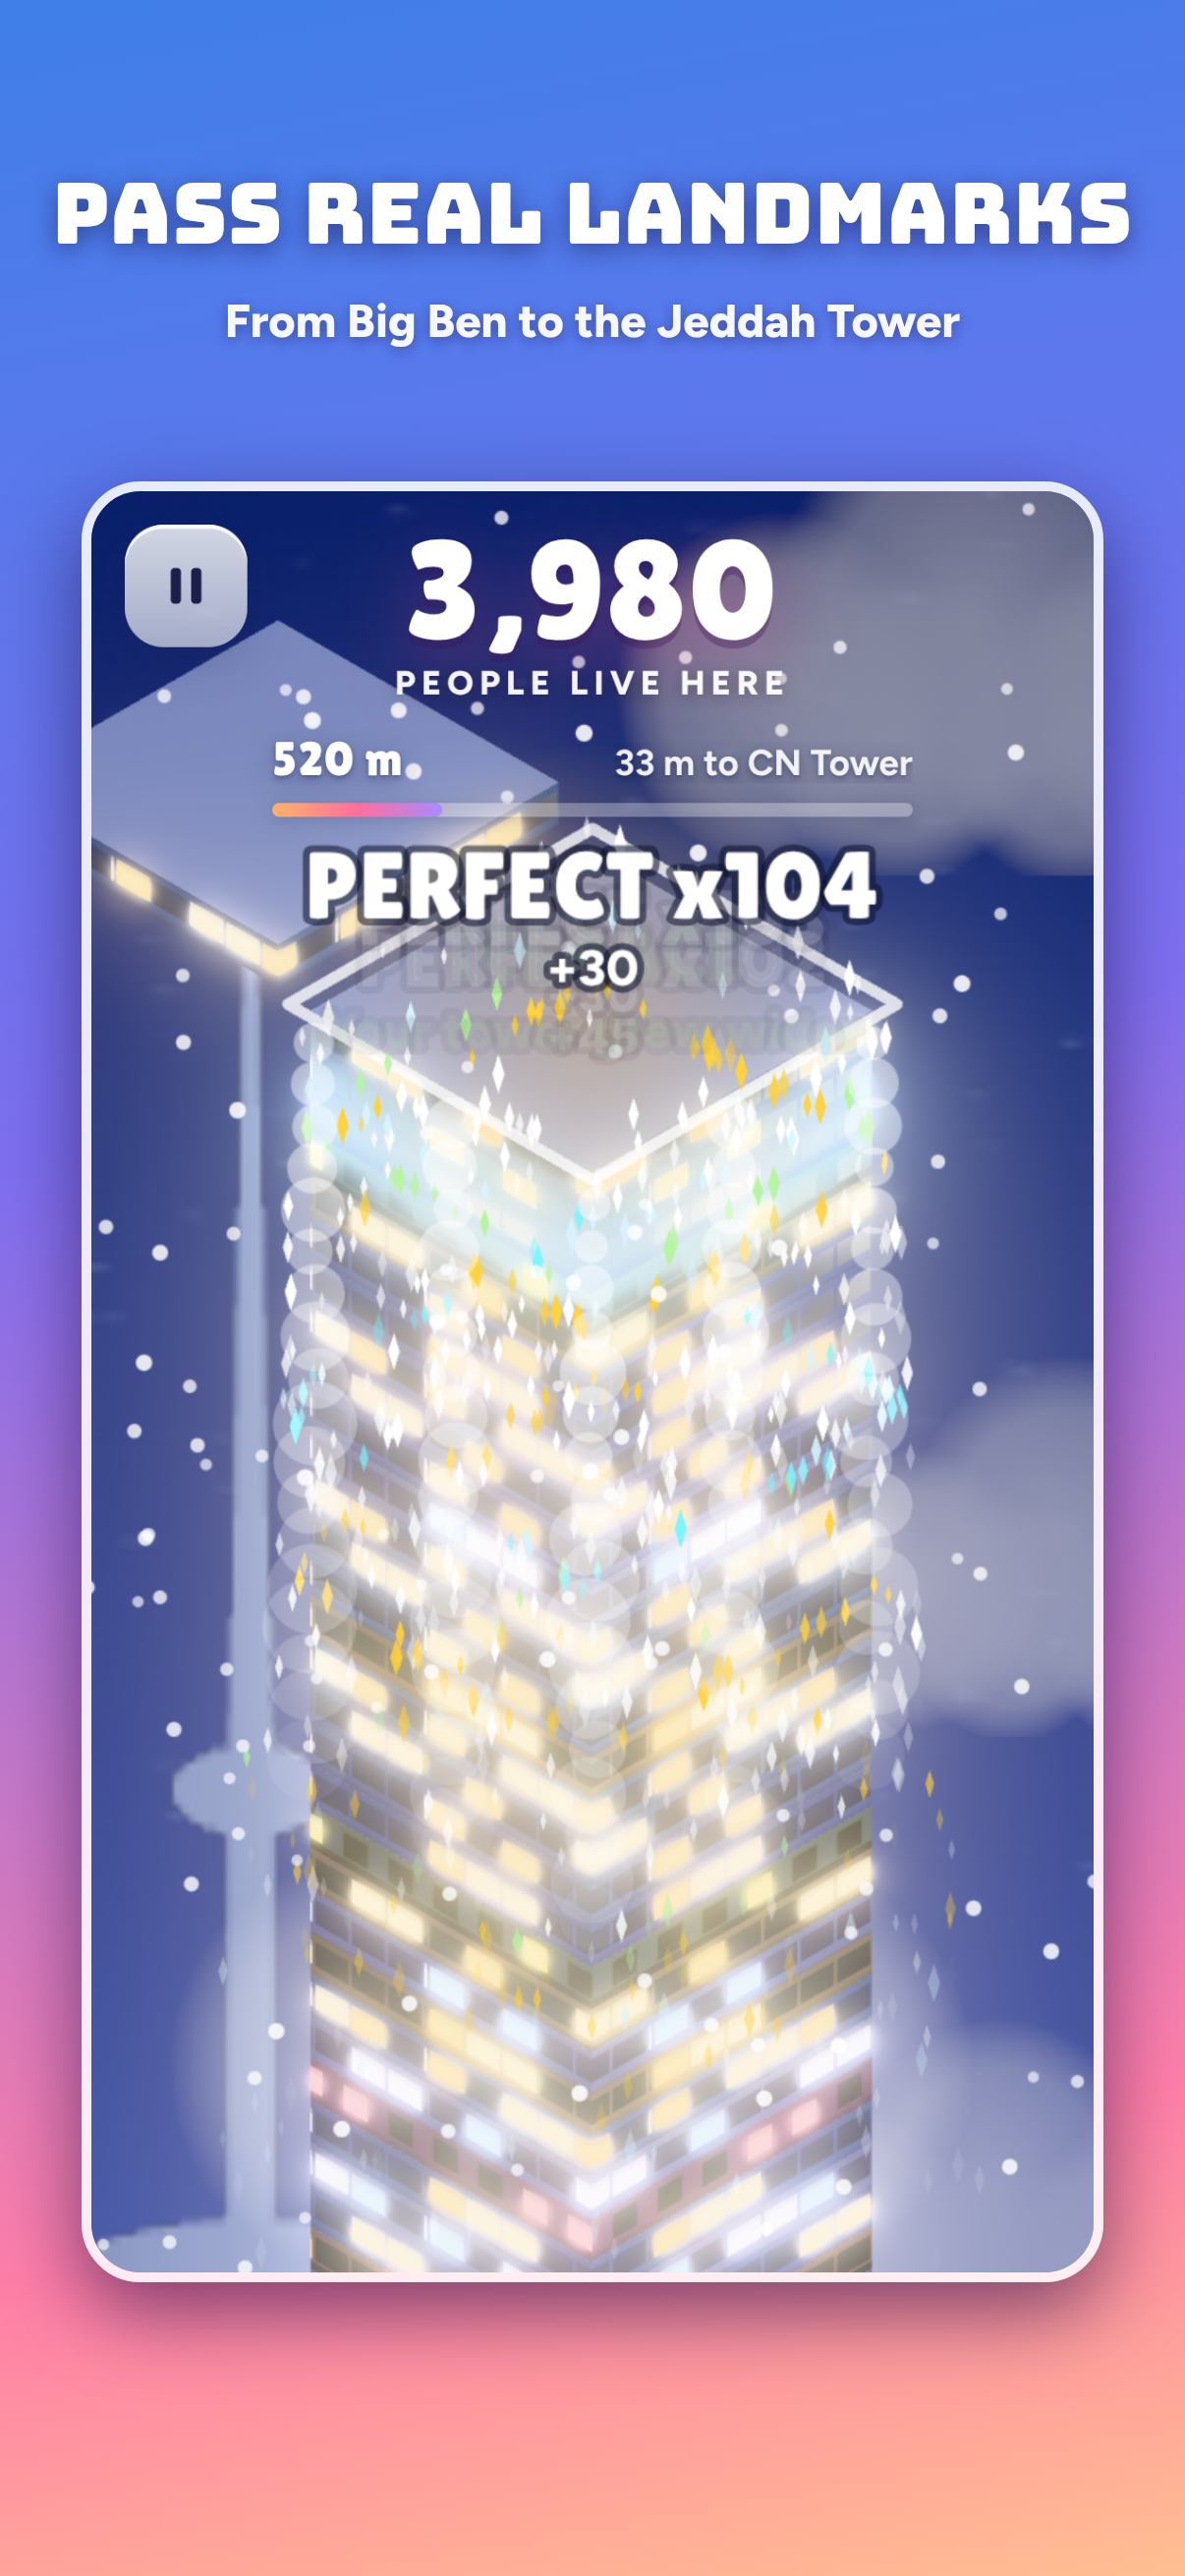 PASS REAL LANDMARKS
From Big Ben to the Jeddah Tower
3,980
PEOPLE LIVE HERE
520 m
33 m to CN Tower
PERFECT x104
+30